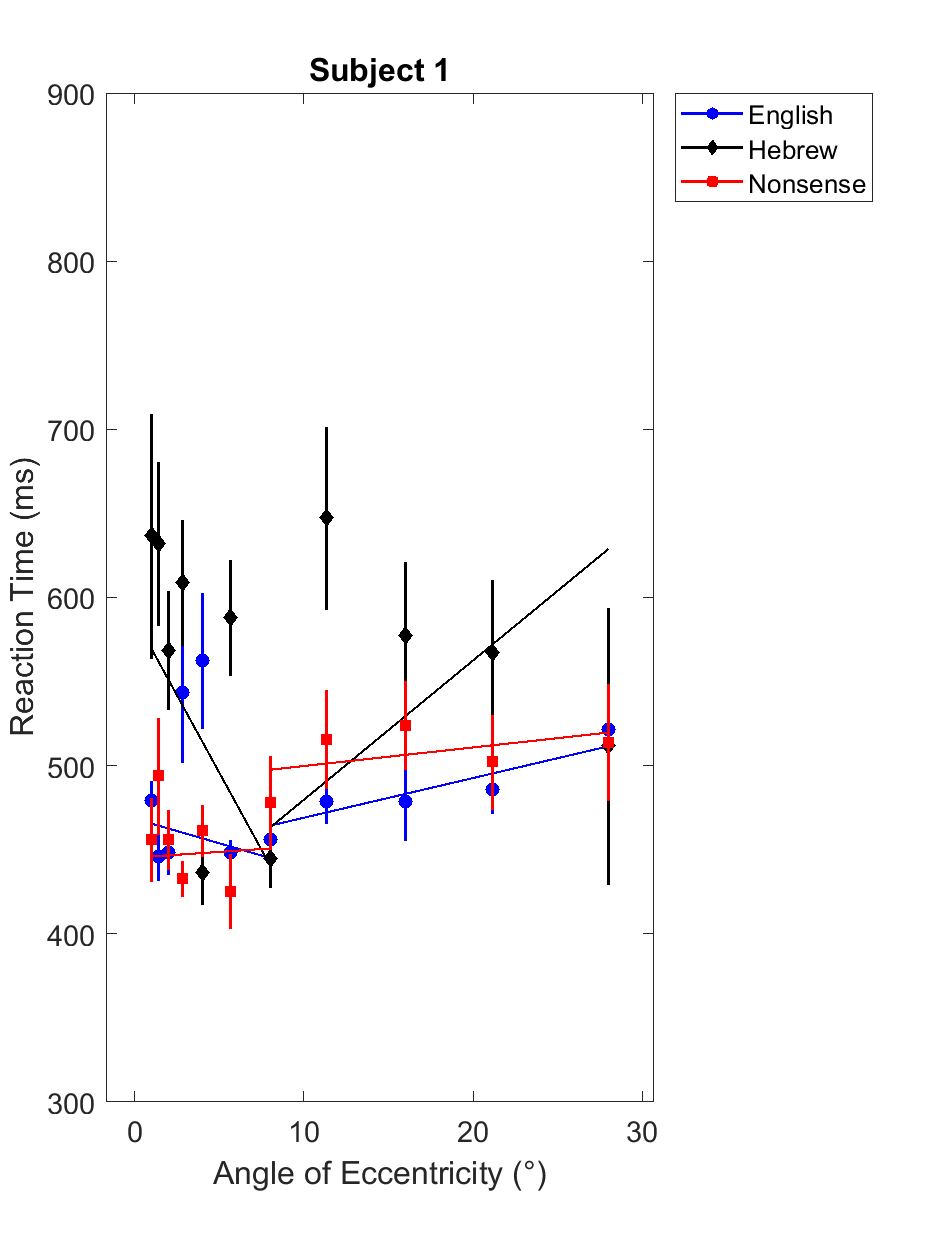 Subject 1
English
Hebrew
Nonsense
900
800
700
600
500
400
300
Reaction Time (ms)
0 10 20 30
Angle of Eccentricity (°)